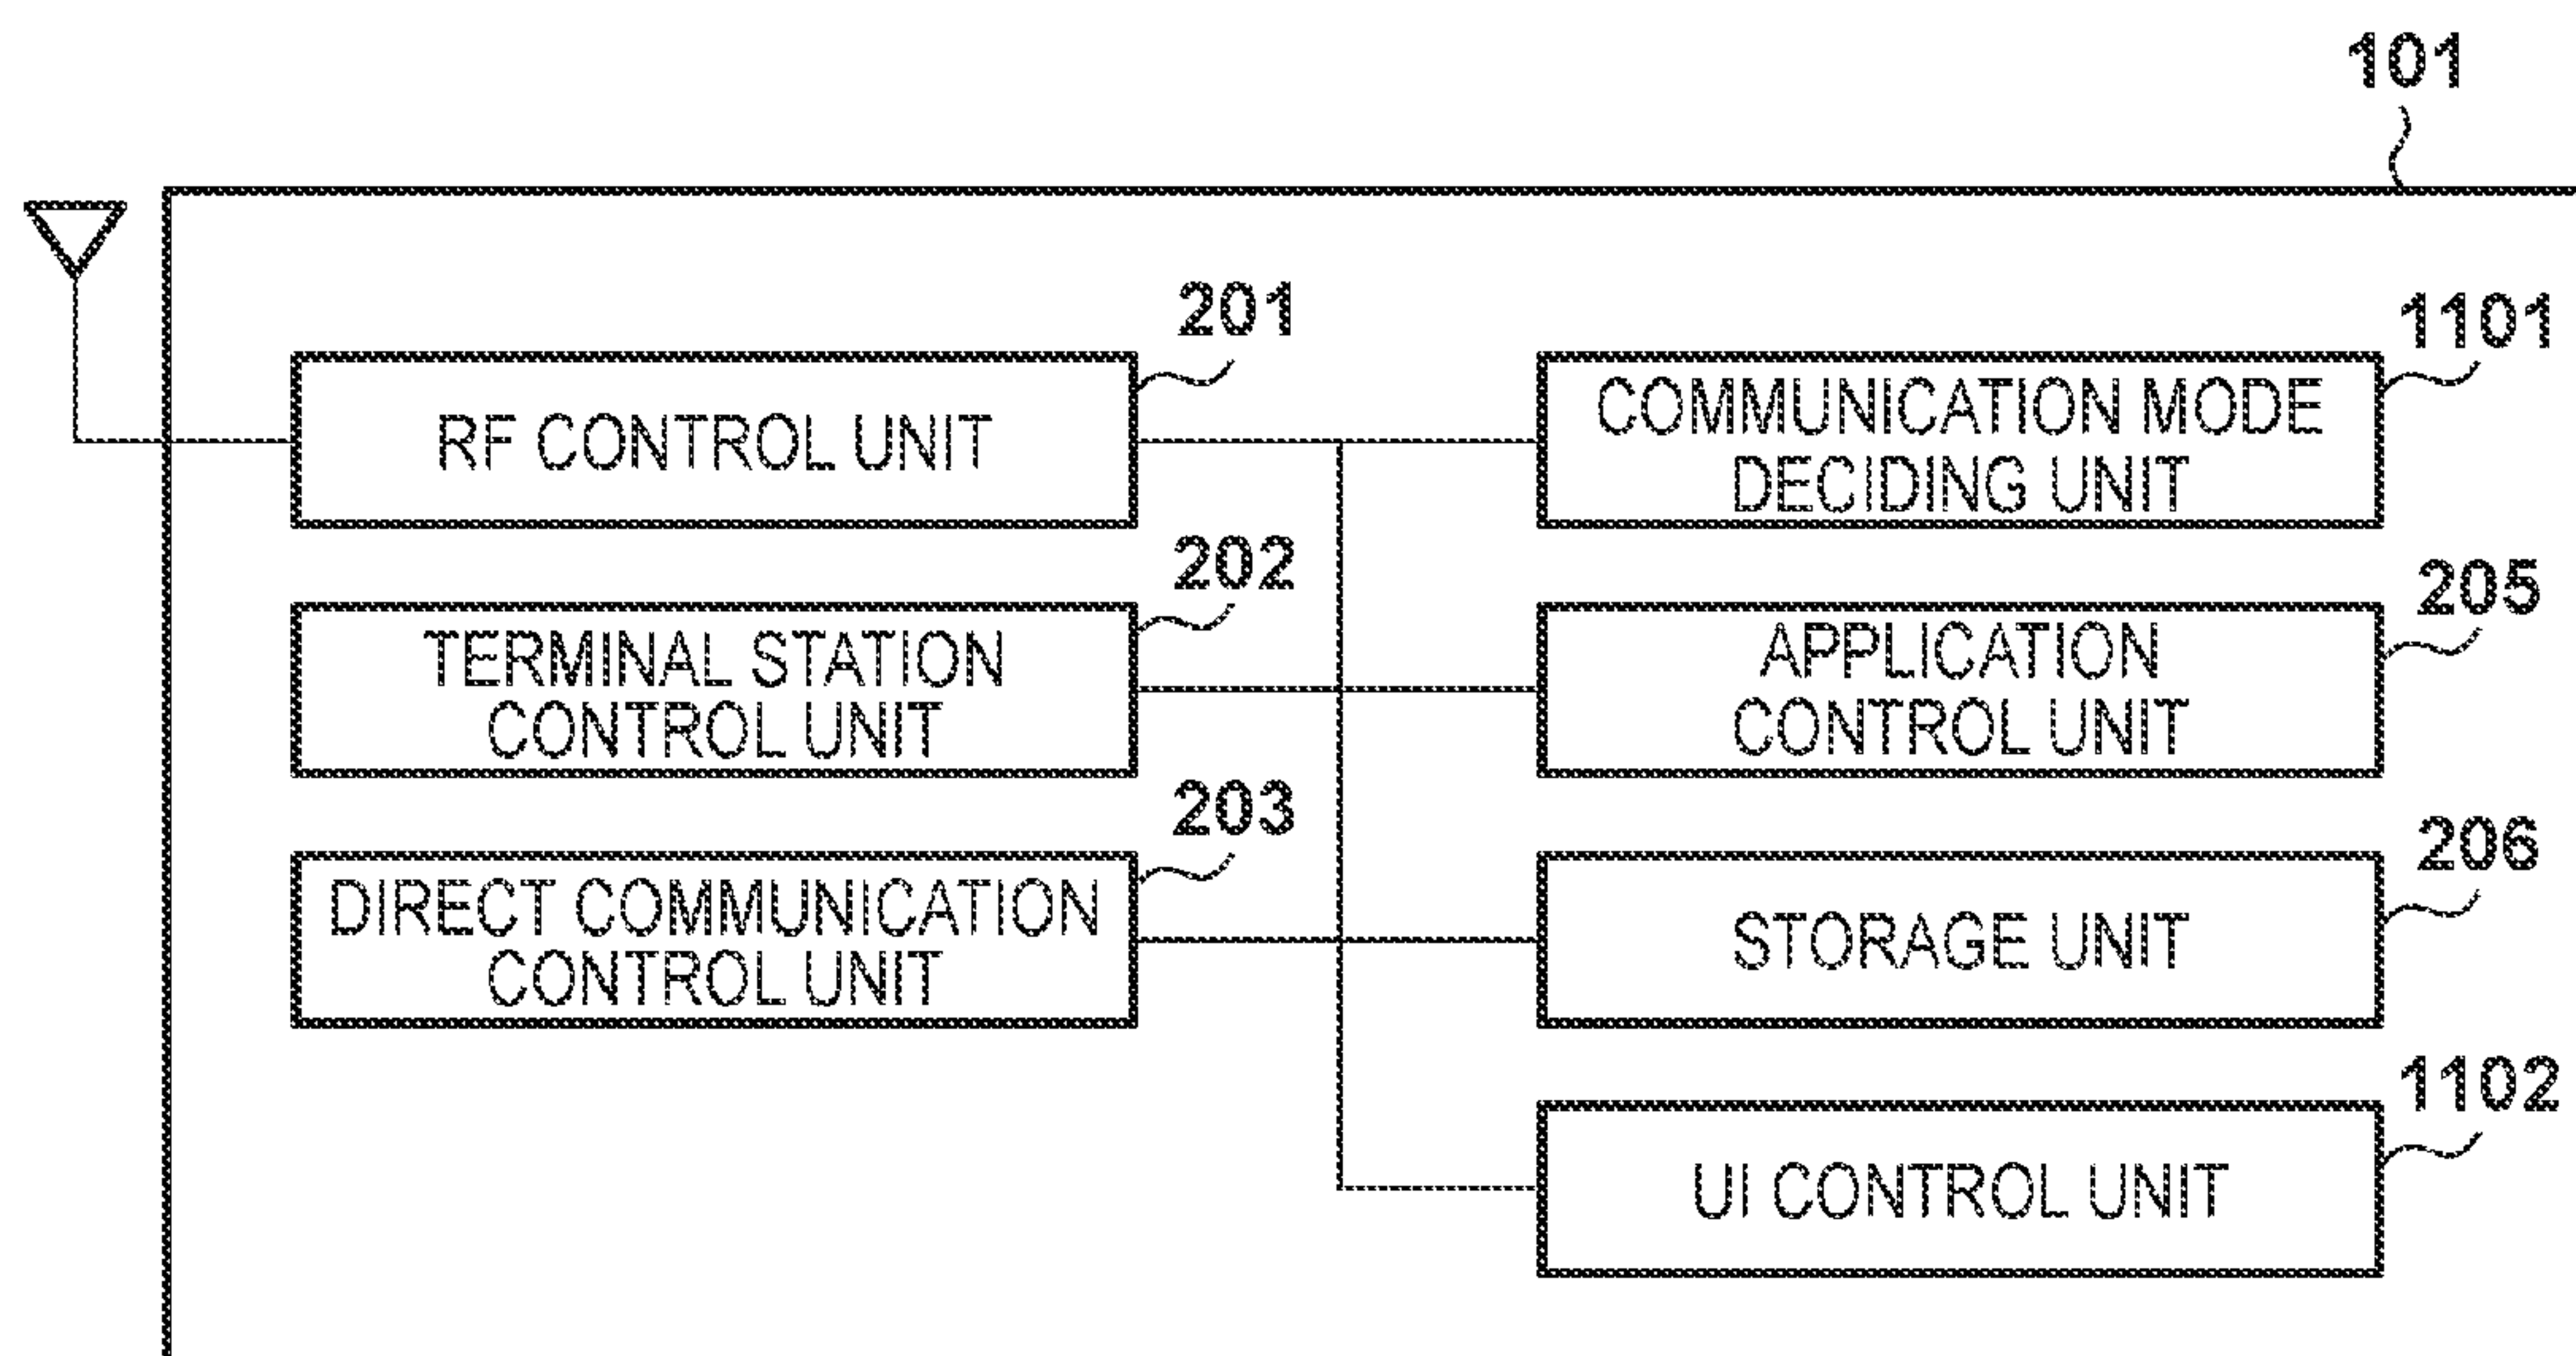 101
201
RF CONTROL UNIT
1101
COMMUNICATION MODE
DECIDING UNIT
202
TERMINAL STATION
CONTROL UNIT
205
APPLICATION
CONTROL UNIT
203
DIRECT COMMUNICATION
CONTROL UNIT
206
STORAGE UNIT
1102
UI CONTROL UNIT